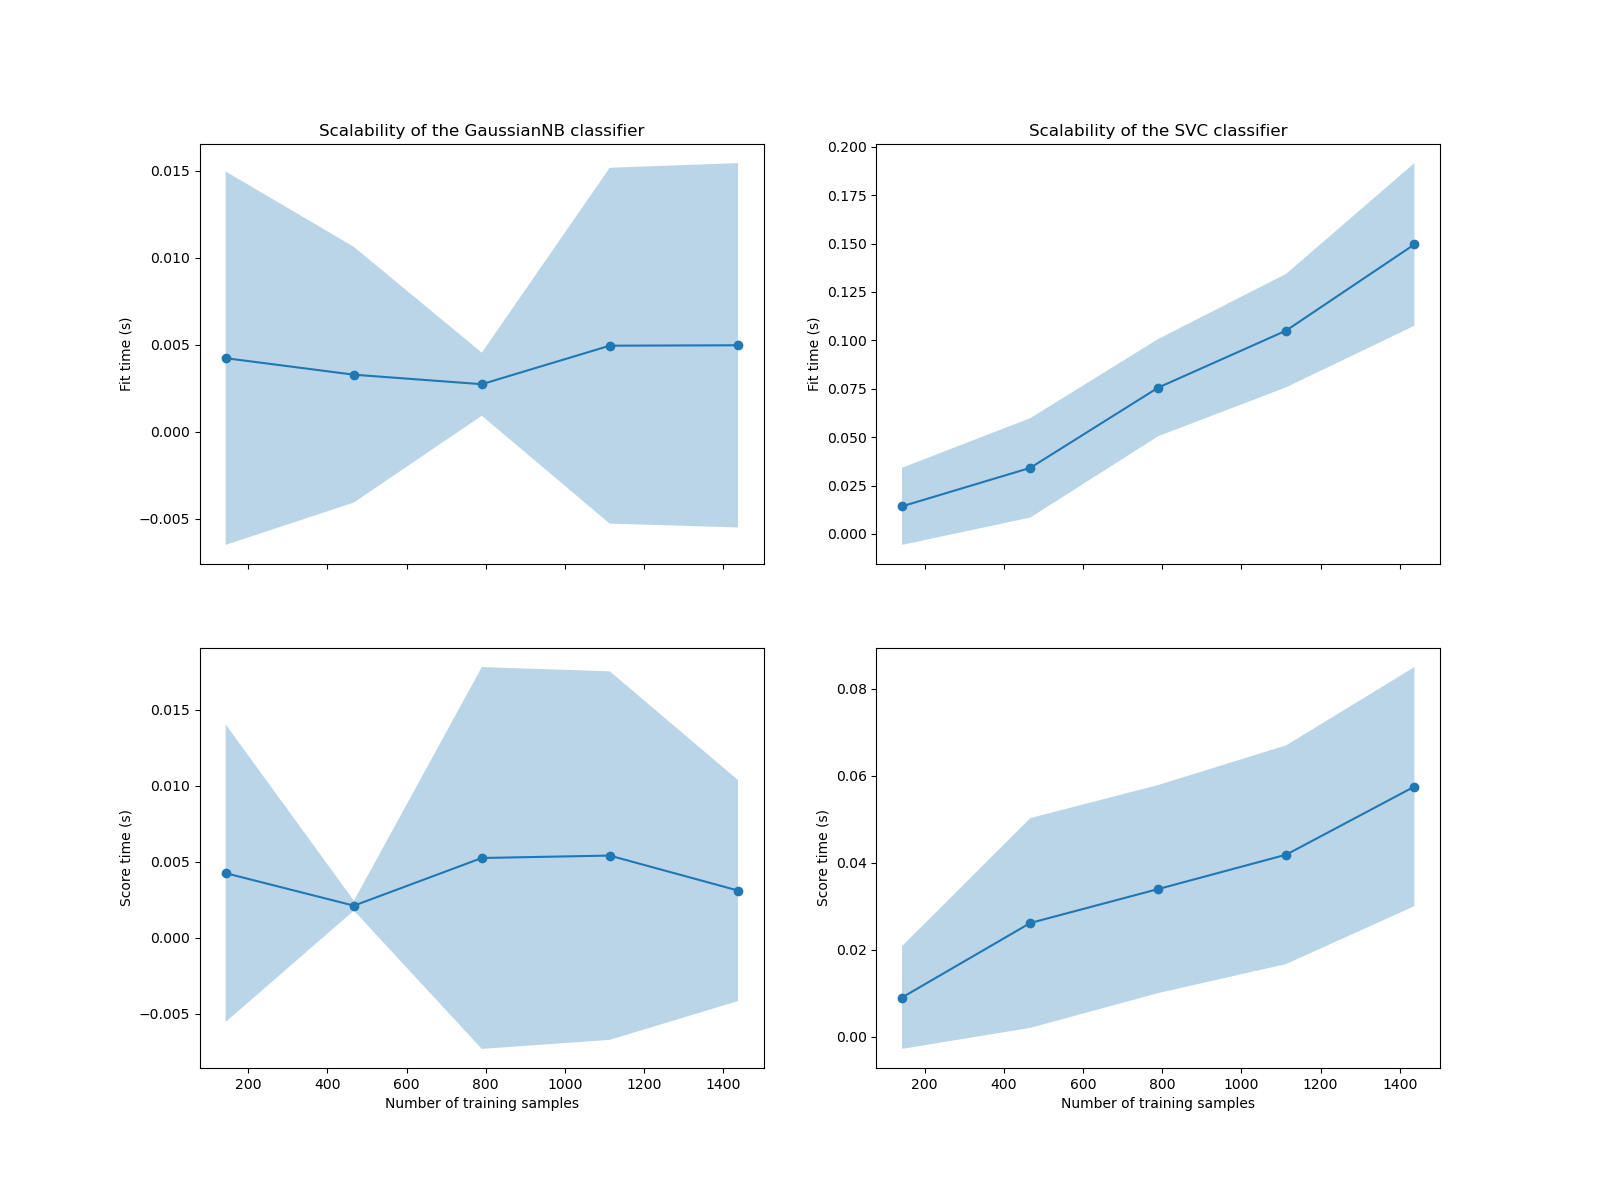 Scalability of the GaussianNB classifier
Fit time (s)
0.015
0.010
0.005
0.000
−0.005
Scalability of the SVC classifier
Fit time (s)
0.200
0.175
0.150
0.125
0.100
0.075
0.050
0.025
0.000
Score time (s)
0.015
0.010
0.005
0.000
−0.005
200 400 600 800 1000 1200 1400
Number of training samples
Score time (s)
0.08
0.06
0.04
0.02
0.00
200 400 600 800 1000 1200 1400
Number of training samples